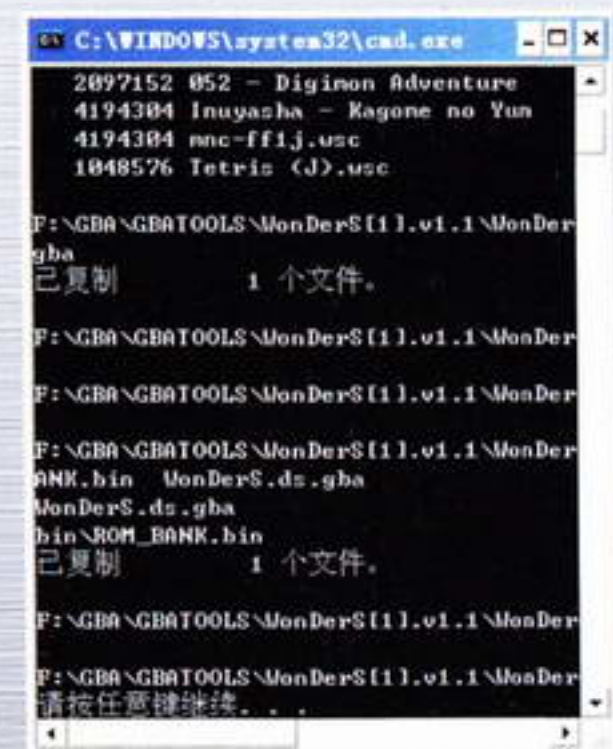 C:\WINDOWS\system32\cmd.exe
2097152 052 - Digimon Adventure
4194304 Inuyasha - Kagome no Yum
4194304 mnc-ff1j.wsc
1048576 Tetris (J).wsc
F:\GBA\GBATOOLS\WonDerS[1].v1.1\WonDer
gba
已复制 1 个文件。
F:\GBA\GBATOOLS\WonDerS[1].v1.1\WonDer
F:\GBA\GBATOOLS\WonDerS[1].v1.1\WonDer
F:\GBA\GBATOOLS\WonDerS[1].v1.1\WonDer
ANK.bin WonDerS.ds.gba
WonDerS.ds.gba
bin\ROM_BANK.bin
已复制 1 个文件。
F:\GBA\GBATOOLS\WonDerS[1].v1.1\WonDer
F:\GBA\GBATOOLS\WonDerS[1].v1.1\WonDer
请按任意键继续. . .